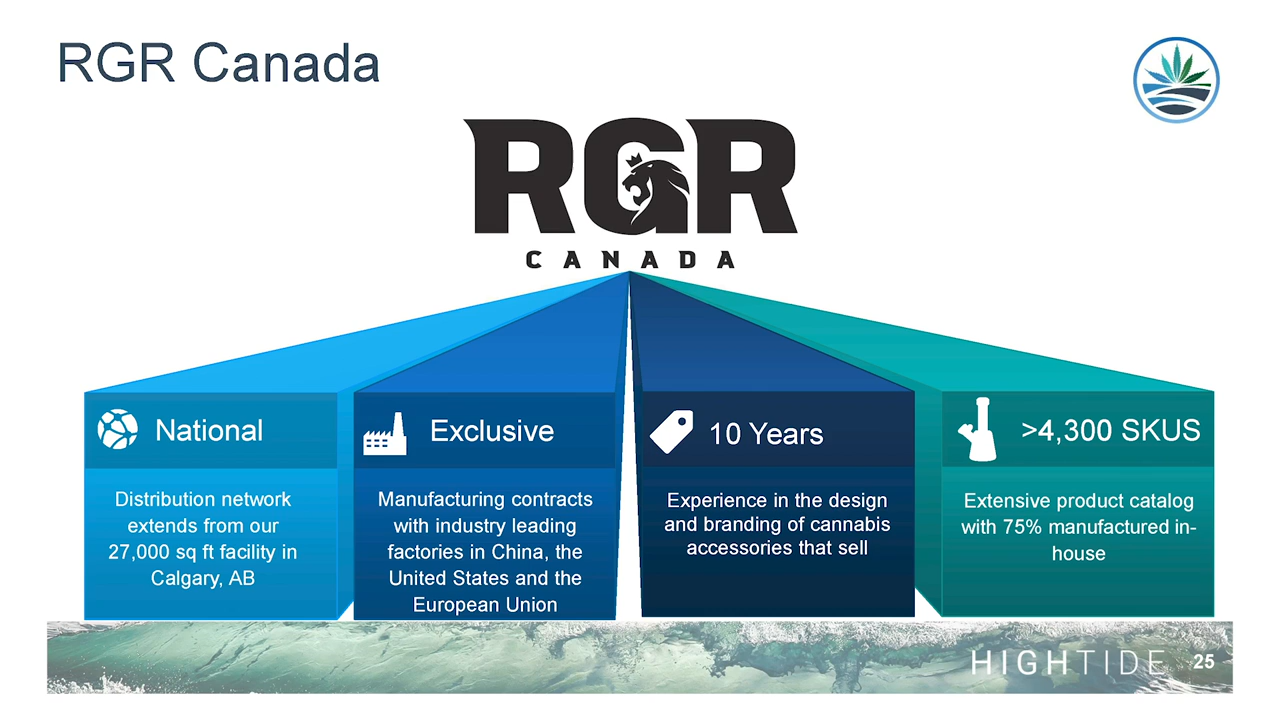 RGR Canada
RGR
CANADA
National
Distribution network
extends from our
27,000 sq ft facility in
Calgary, AB
Exclusive
Manufacturing contracts
with industry leading
factories in China, the
United States and the
European Union
10 Years
Experience in the design
and branding of cannabis
accessories that sell
>4,300 SKUS
Extensive product catalog
with 75% manufactured in-
house
HIGHTIDE 25